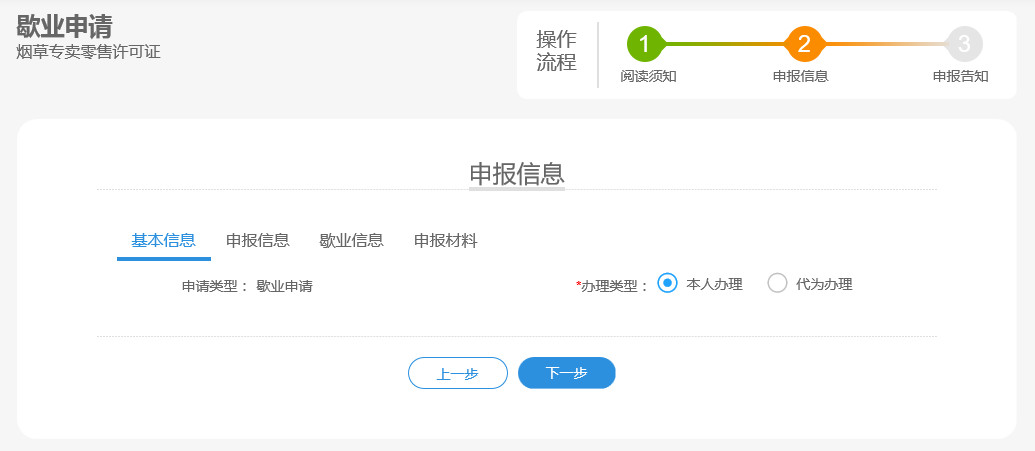 歇业申请
烟草专卖零售许可证
操作
流程
1
2
3
阅读须知
申报信息
申报告知
申报信息
基本信息 申报信息 歇业信息 申报材料
申请类型： 歇业申请 *办理类型： 本人办理 代为办理
上一步 下一步